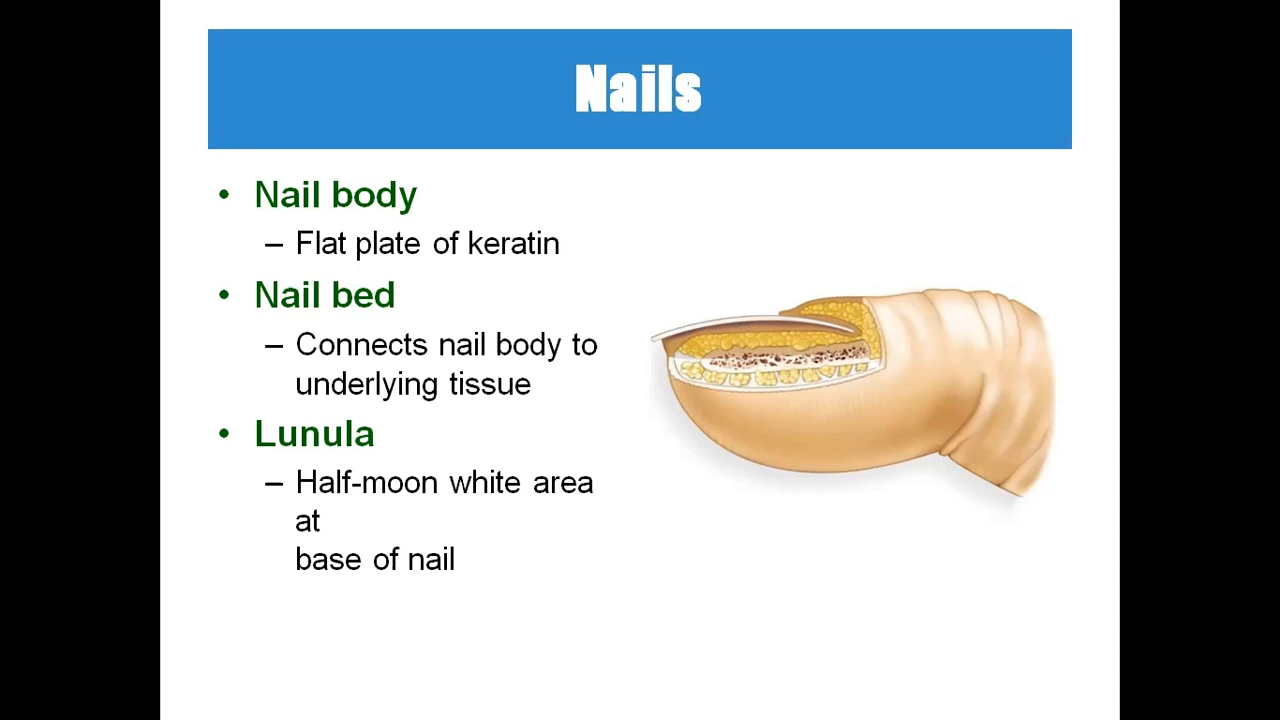 Nails
• Nail body
– Flat plate of keratin
• Nail bed
– Connects nail body to
underlying tissue
• Lunula
– Half-moon white area
at
base of nail